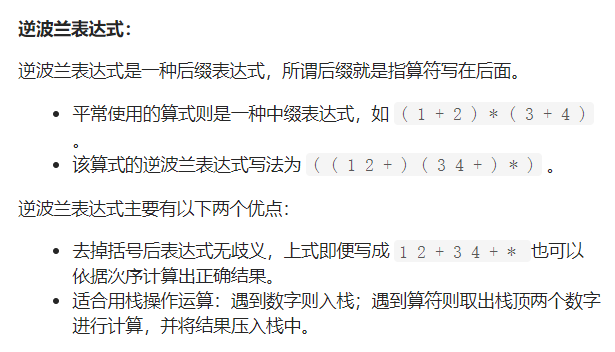 逆波兰表达式：
逆波兰表达式是一种后缀表达式，所谓后缀就是指算符写在后面。
• 平常使用的算式则是一种中缀表达式，如 ( 1 + 2 ) * ( 3 + 4 )
。
• 该算式的逆波兰表达式写法为 ( ( 1 2 + ) ( 3 4 + ) * ) 。
逆波兰表达式主要有以下两个优点：
• 去掉括号后表达式无歧义，上式即便写成 1 2 + 3 4 + * 也可以
依据次序计算出正确结果。
• 适合用栈操作运算：遇到数字则入栈；遇到算符则取出栈顶两个数字
进行计算，并将结果压入栈中。